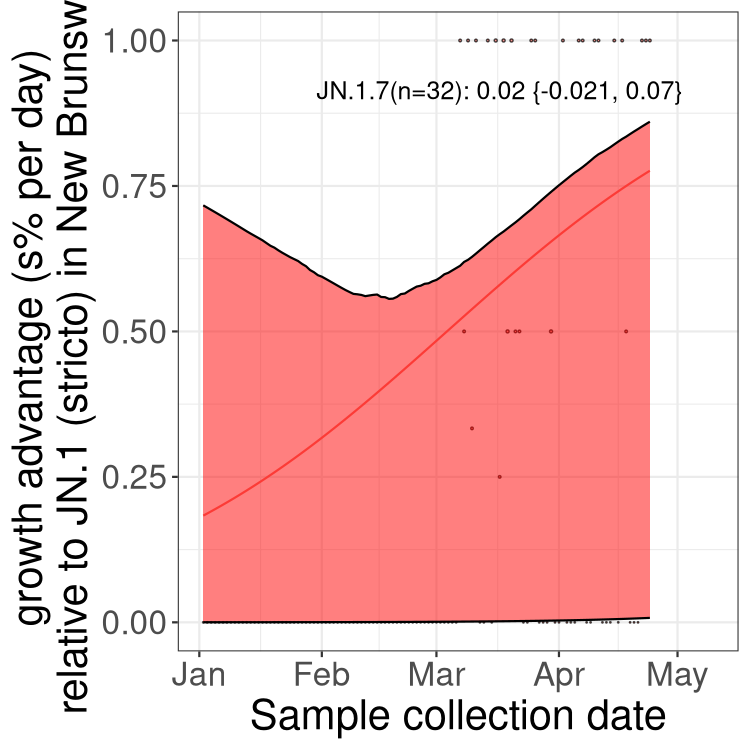 growth advantage (s% per day)
relative to JN.1 (stricto) in New Brunsw
1.00
0.75
0.50
0.25
0.00
JN.1.7(n=32): 0.02 {-0.021, 0.07}
Jan Feb Mar Apr May
Sample collection date